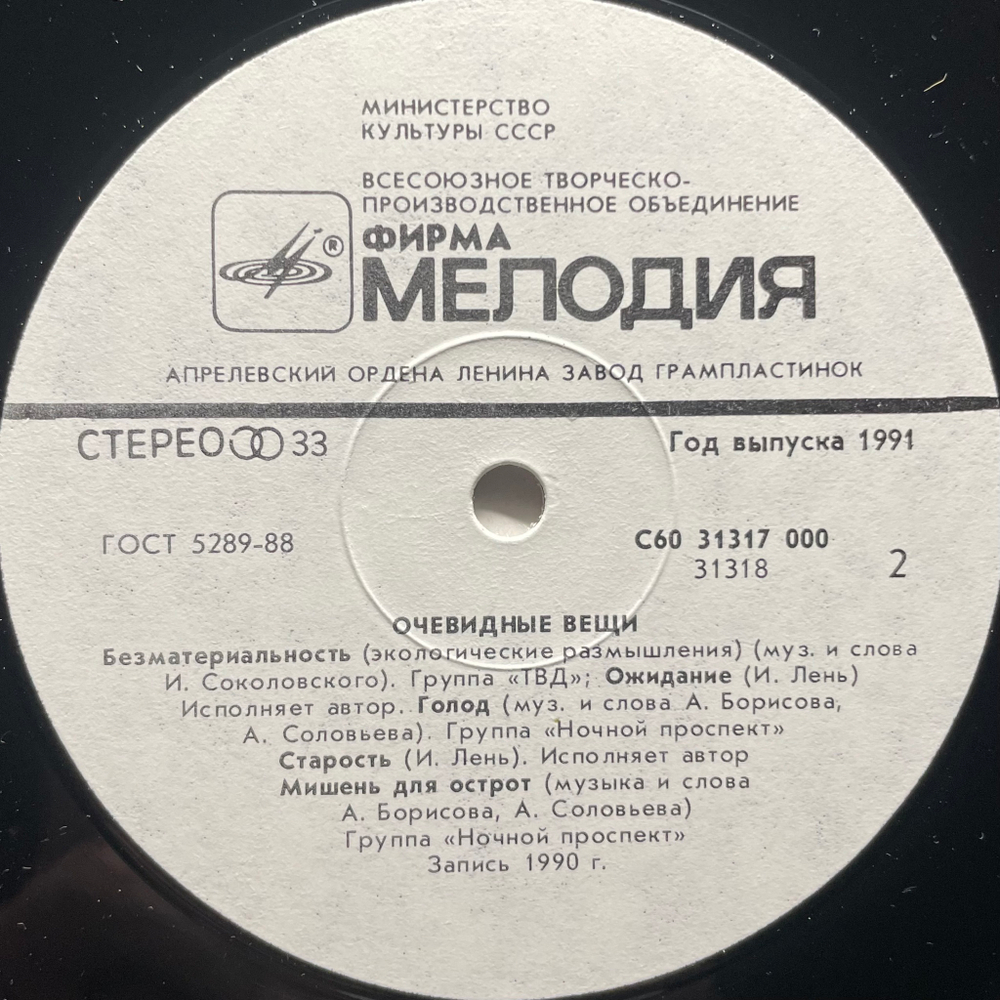 МИНИСТЕРСТВО
КУЛЬТУРЫ СССР
ВСЕСОЮЗНОЕ ТВОРЧЕСКО-
ПРОИЗВОДСТВЕННОЕ ОБЪЕДИНЕНИЕ
ФИРМА
®
МЕЛОДИЯ
АПРЕЛЕВСКИЙ ОРДЕНА ЛЕНИНА ЗАВОД ГРАМПЛАСТИНОК
СТЕРЕО 33
Год выпуска 1991
ГОСТ 5289-88
С60 31317 000
31318
2
ОЧЕВИДНЫЕ ВЕЩИ
Безматериальность (экологические размышления) (муз. и слова
И. Соколовского). Группа «ТВД»; Ожидание (И. Лень)
Исполняет автор. Голод (муз. и слова А. Борисова,
А. Соловьева). Группа «Ночной проспект»
Старость (И. Лень). Исполняет автор
Мишень для острот (музыка и слова
А. Борисова, А. Соловьева)
Группа «Ночной проспект»
Запись 1990 г.